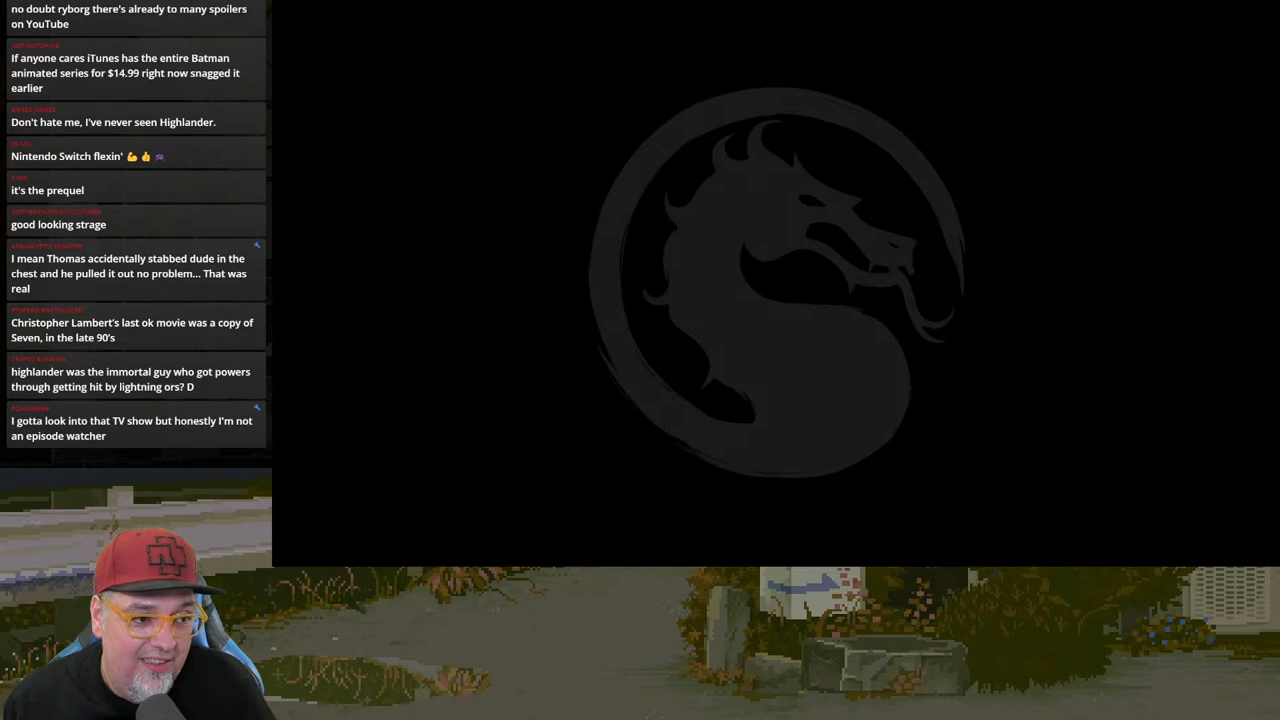 no doubt ryborg there's already to many spoilers
on YouTube
If anyone cares iTunes has the entire Batman
animated series for $14.99 right now snagged it
earlier
Don't hate me, I've never seen Highlander.
Nintendo Switch flexin' 💪 👍 🎮
it's the prequel
good looking strage
I mean Thomas accidentally stabbed dude in the
chest and he pulled it out no problem... That was
real
Christopher Lambert's last ok movie was a copy of
Seven, in the late 90's
highlander was the immortal guy who got powers
through getting hit by lightning ors? D
I gotta look into that TV show but honestly I'm not
an episode watcher